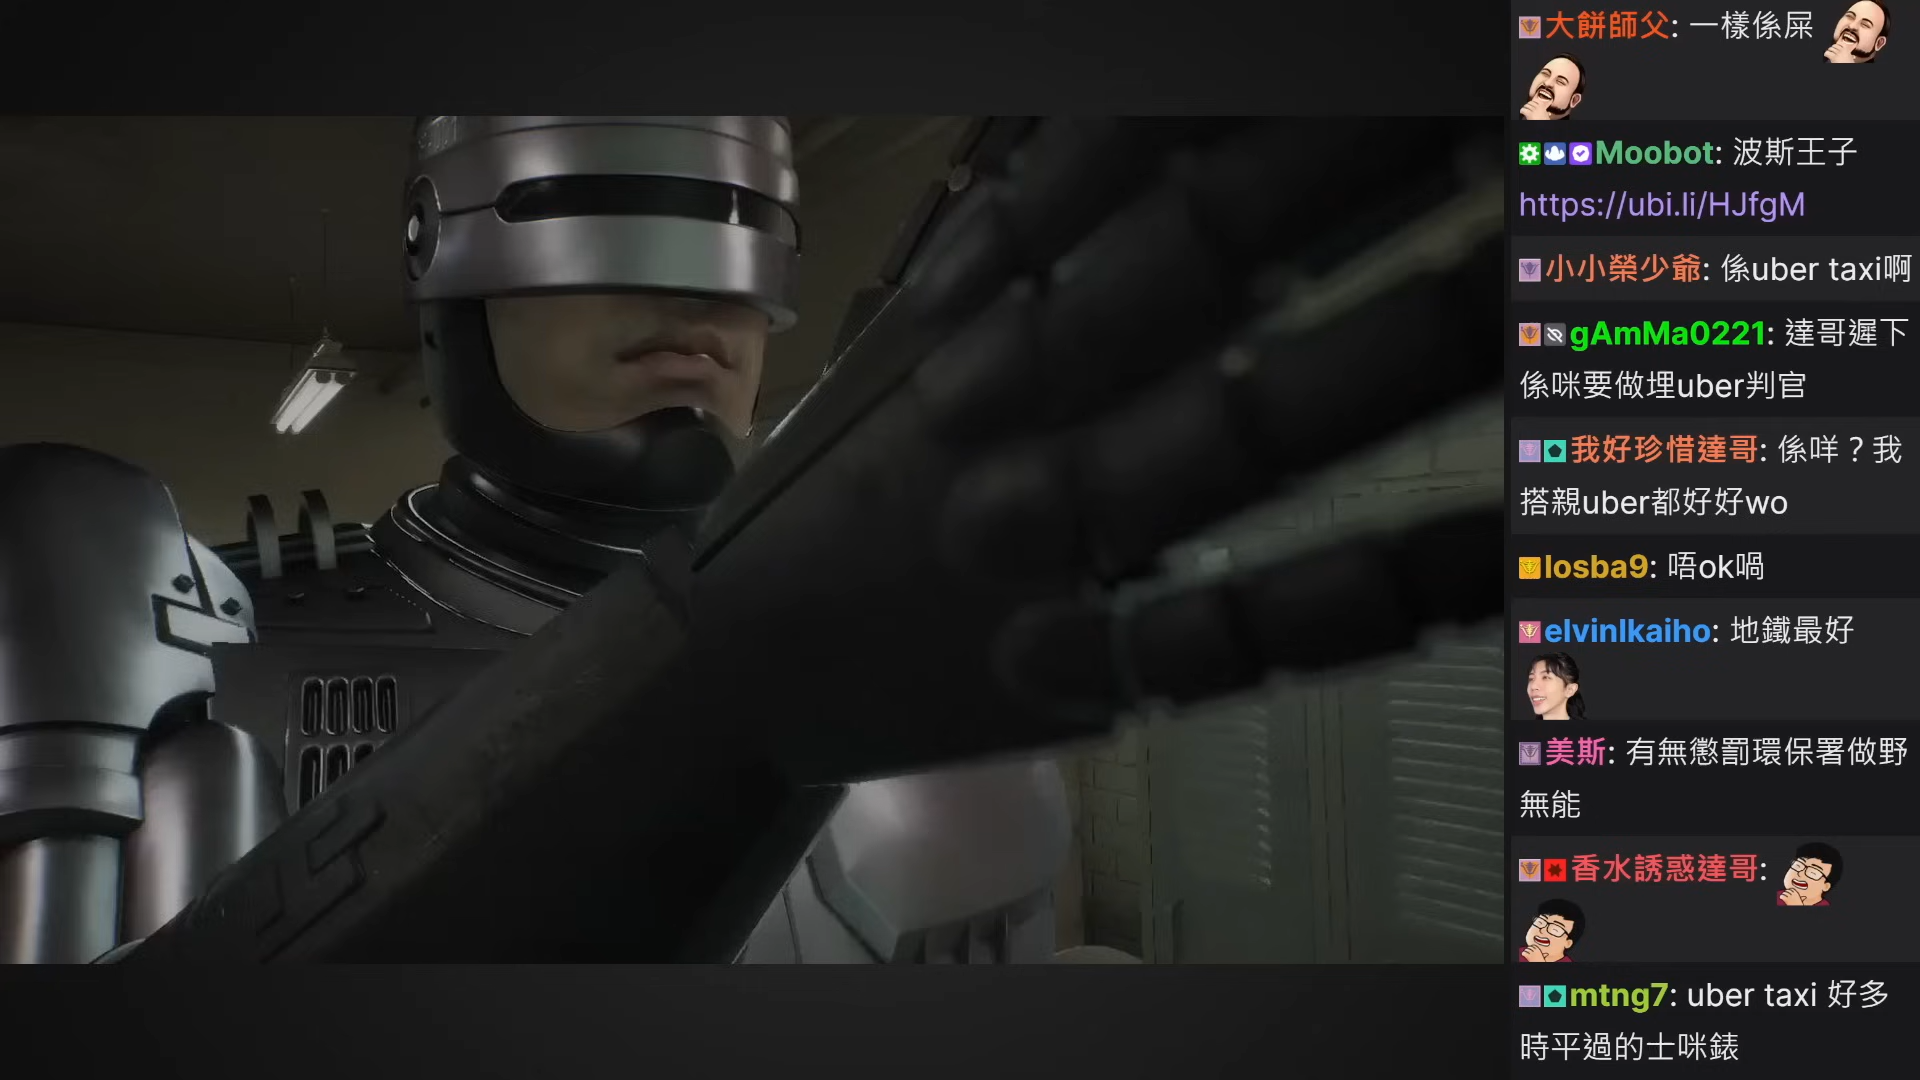 大餅師父: 一樣係屎
Moobot: 波斯王子
https://ubi.li/HJfgM
小小榮少爺: 係uber taxi啊
gAmMa0221: 達哥遲下
係咪要做埋uber判官
我好珍惜達哥: 係咩？我
搭親uber都好好wo
losba9: 唔ok喎
elvinlkaiho: 地鐵最好
美斯: 有無懲罰環保署做野
無能
香水誘惑達哥:
mtng7: uber taxi 好多
時平過的士咪錶